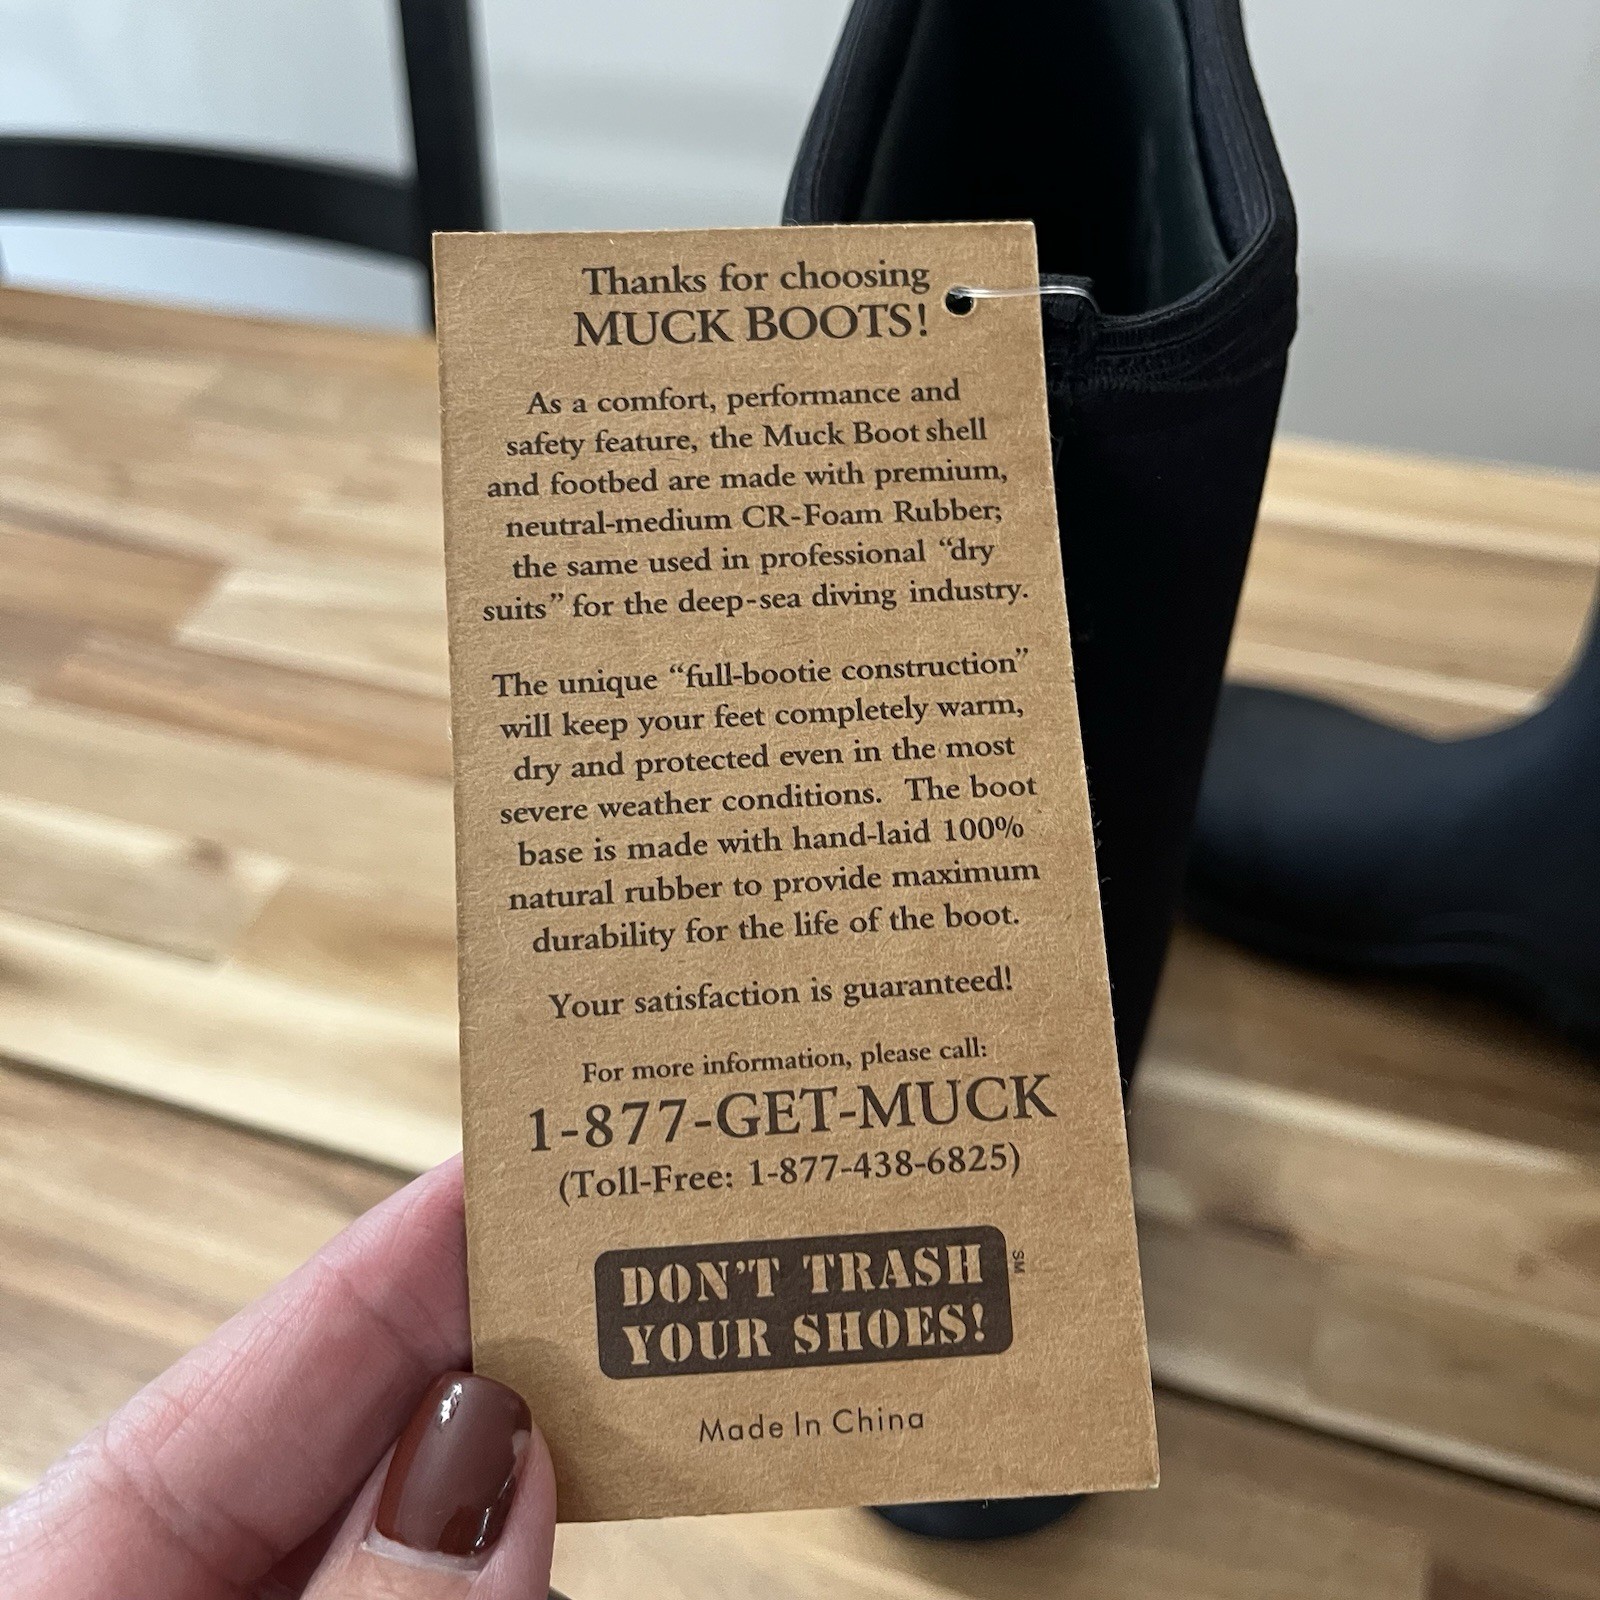 Thanks for choosing
MUCK BOOTS!
As a comfort, performance and
safety feature, the Muck Boot shell
and footbed are made with premium,
neutral-medium CR-Foam Rubber;
the same used in professional “dry
suits” for the deep-sea diving industry.
The unique “full-bootie construction”
will keep your feet completely warm,
dry and protected even in the most
severe weather conditions. The boot
base is made with hand-laid 100%
natural rubber to provide maximum
durability for the life of the boot.
Your satisfaction is guaranteed!
For more information, please call:
1-877-GET-MUCK
(Toll-Free: 1-877-438-6825)
DON’T TRASH
YOUR SHOES!
SM
Made In China